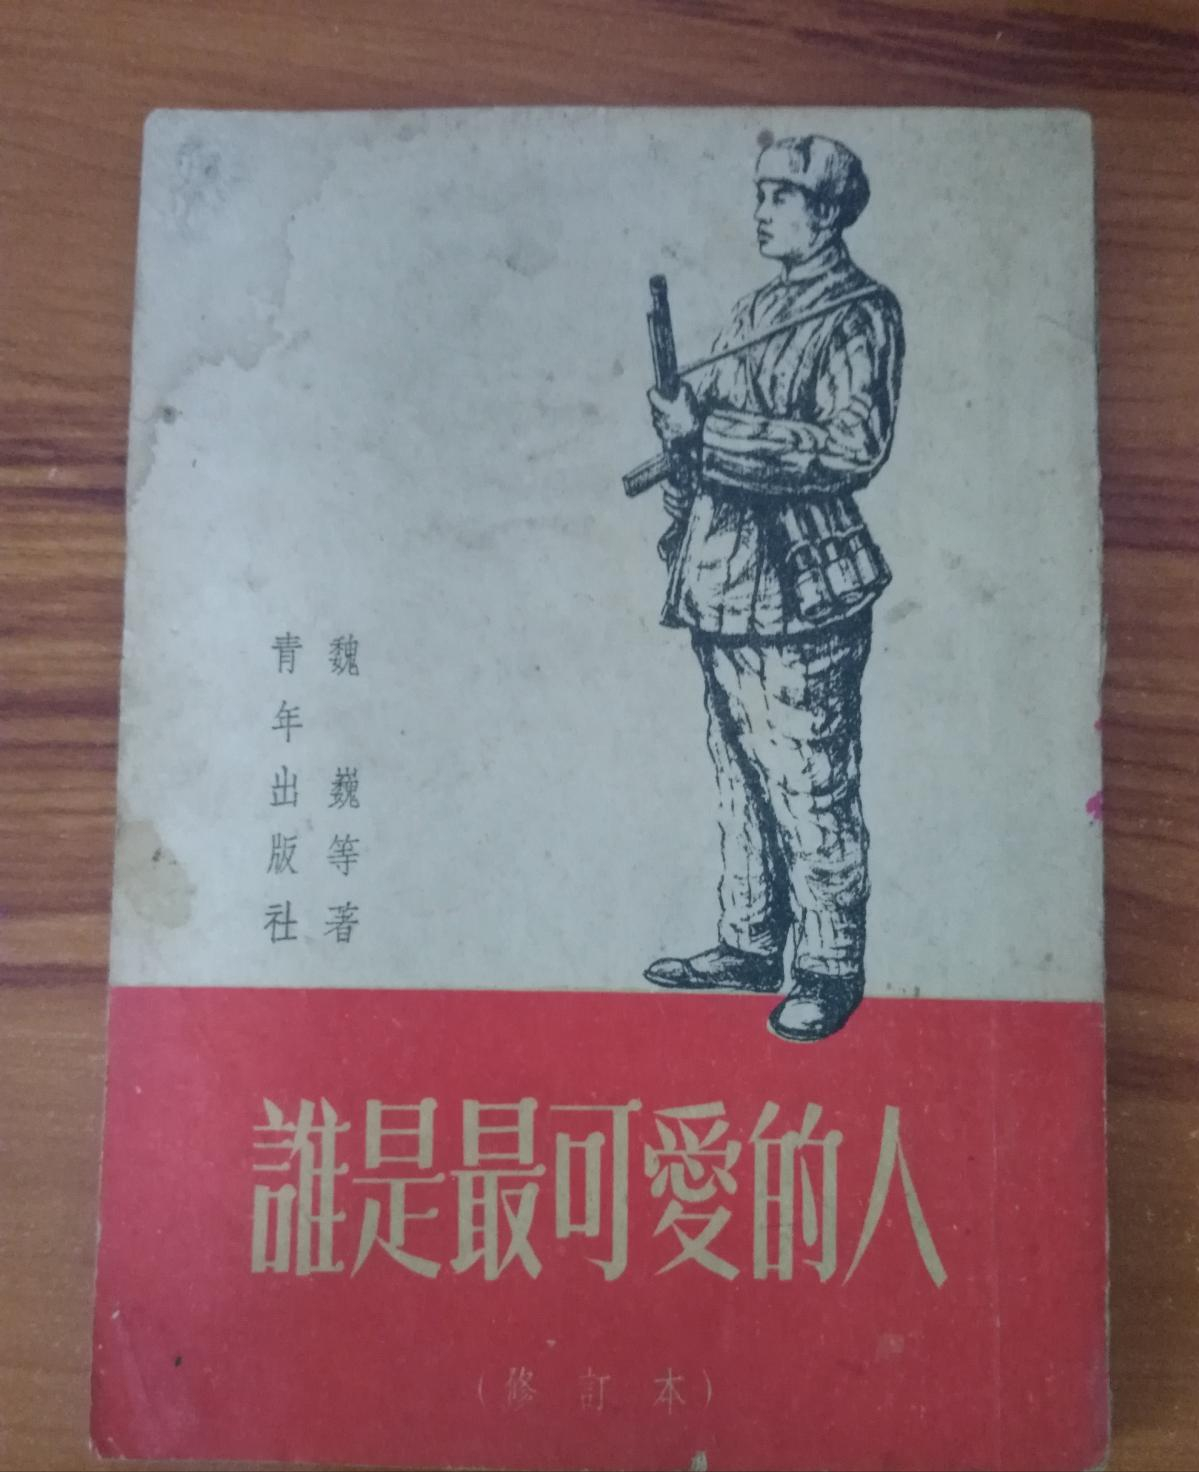 魏巍等著
青年出版社
誰是最可愛的人
(修訂本)